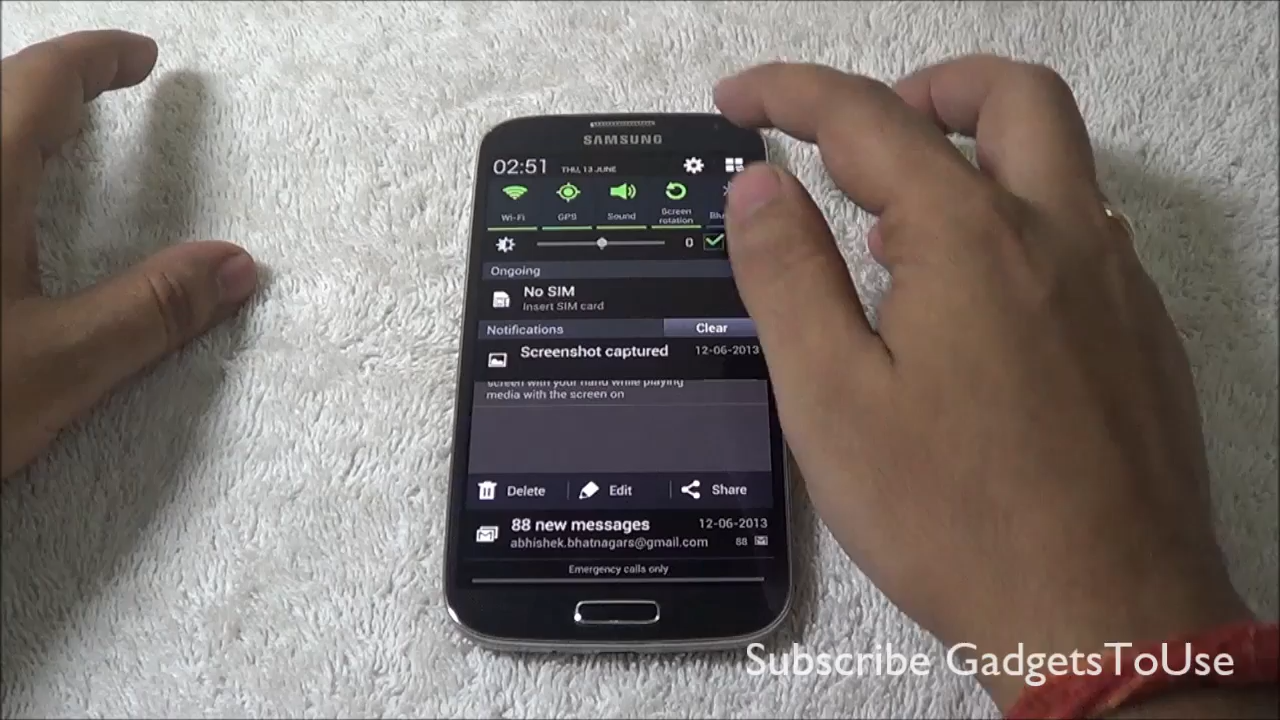 SAMSUNG
02:51 THU, 13 JUNE
Wi-Fi GPS Sound Screen rotation
0
Ongoing
No SIM
Insert SIM card
Notifications Clear
Screenshot captured 12-06-2013
screen with your hand while playing
media with the screen on
Delete Edit Share
88 new messages 12-06-2013
abhishek.bhatnagars@gmail.com 88
Emergency calls only
Subscribe GadgetsToUse